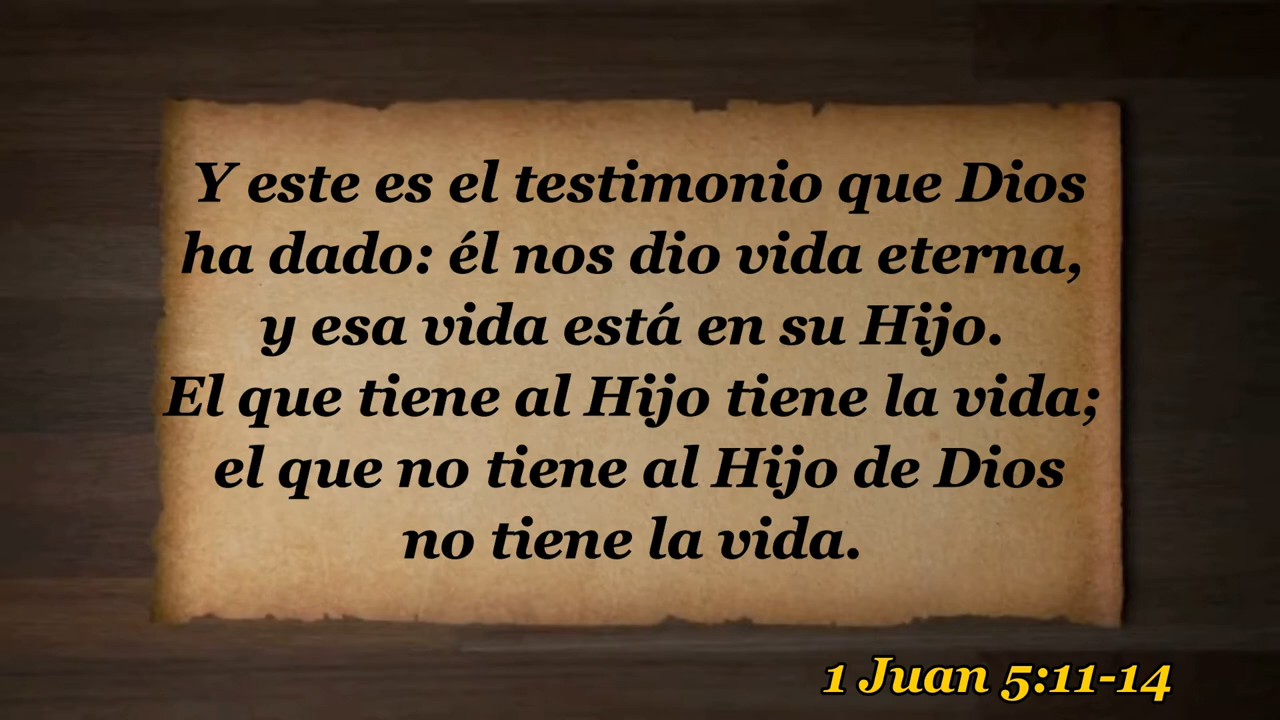 Y este es el testimonio que Dios
ha dado: él nos dio vida eterna,
y esa vida está en su Hijo.
El que tiene al Hijo tiene la vida;
el que no tiene al Hijo de Dios
no tiene la vida.
1 Juan 5:11-14